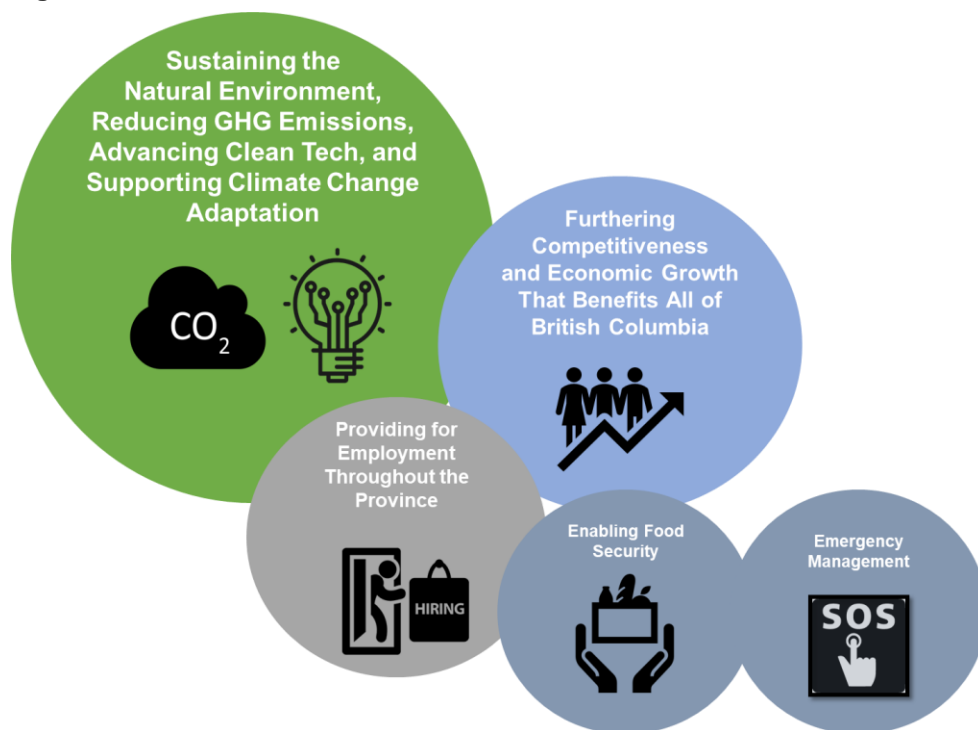 Sustaining the
Natural Environment,
Reducing GHG Emissions,
Advancing Clean Tech, and
Supporting Climate Change
Adaptation
CO2
Furthering
Competitiveness
and Economic Growth
That Benefits All of
British Columbia
Providing for
Employment
Throughout the
Province
HIRING
Enabling Food
Security
Emergency
Management
SOS